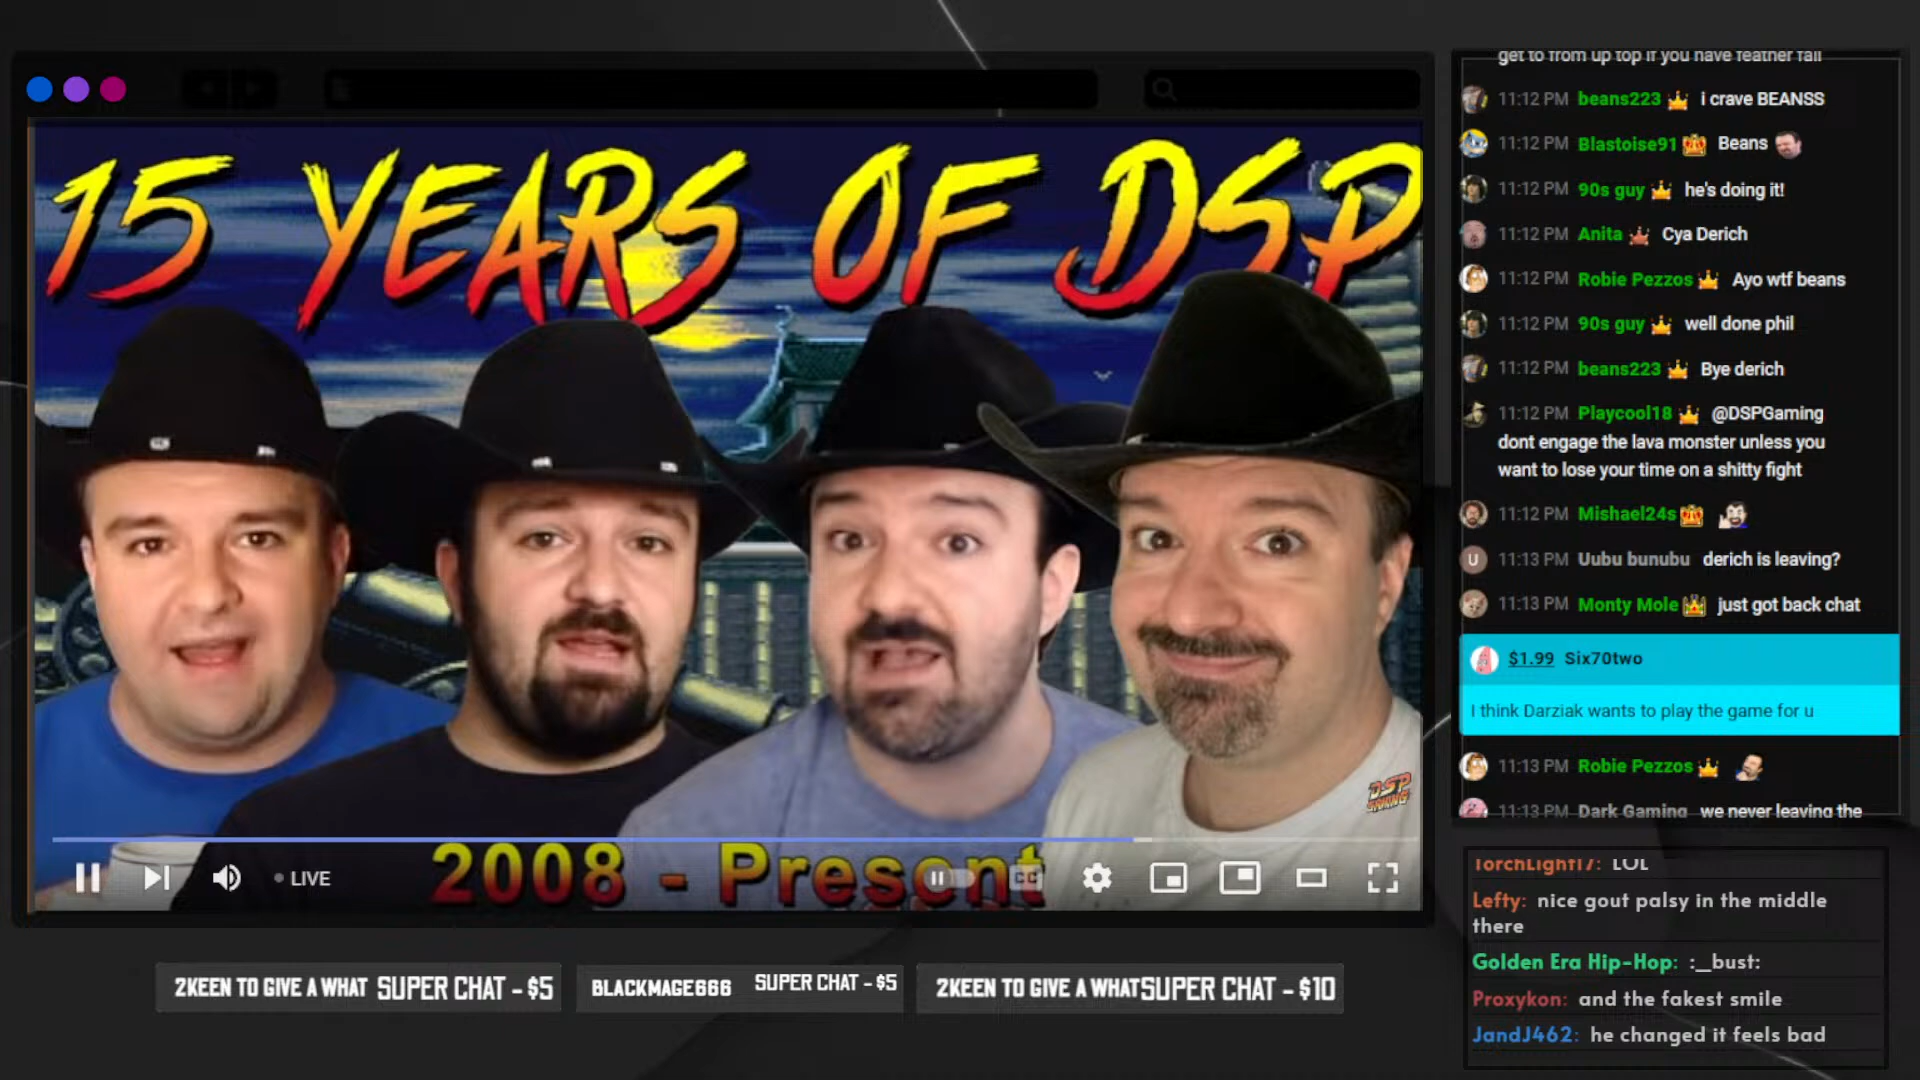 15 YEARS OF DSP
DSP
GAMING
2008 - Present
LIVE
CC
2KEEN TO GIVE A WHAT SUPER CHAT - $5
BLACKMAGE666 SUPER CHAT - $5
2KEEN TO GIVE A WHAT SUPER CHAT - $10
get to from up top if you have feather fall
11:12 PM beans223 i crave BEANSS
11:12 PM Blastoise91 Beans
11:12 PM 90s guy he's doing it!
11:12 PM Anita Cya Derich
11:12 PM Robie Pezzos Ayo wtf beans
11:12 PM 90s guy well done phil
11:12 PM beans223 Bye derich
11:12 PM Playcool18 @DSPGaming
dont engage the lava monster unless you
want to lose your time on a shitty fight
11:12 PM Mishael24s
U 11:13 PM Uubu bunubu derich is leaving?
11:13 PM Monty Mole just got back chat
$1.99 Six70two
I think Darziak wants to play the game for u
11:13 PM Robie Pezzos
11:13 PM Dark Gaming we never leaving the
TorchLight17: LOL
Lefty: nice gout palsy in the middle
there
Golden Era Hip-Hop: :_bust:
Proxykon: and the fakest smile
JandJ462: he changed it feels bad